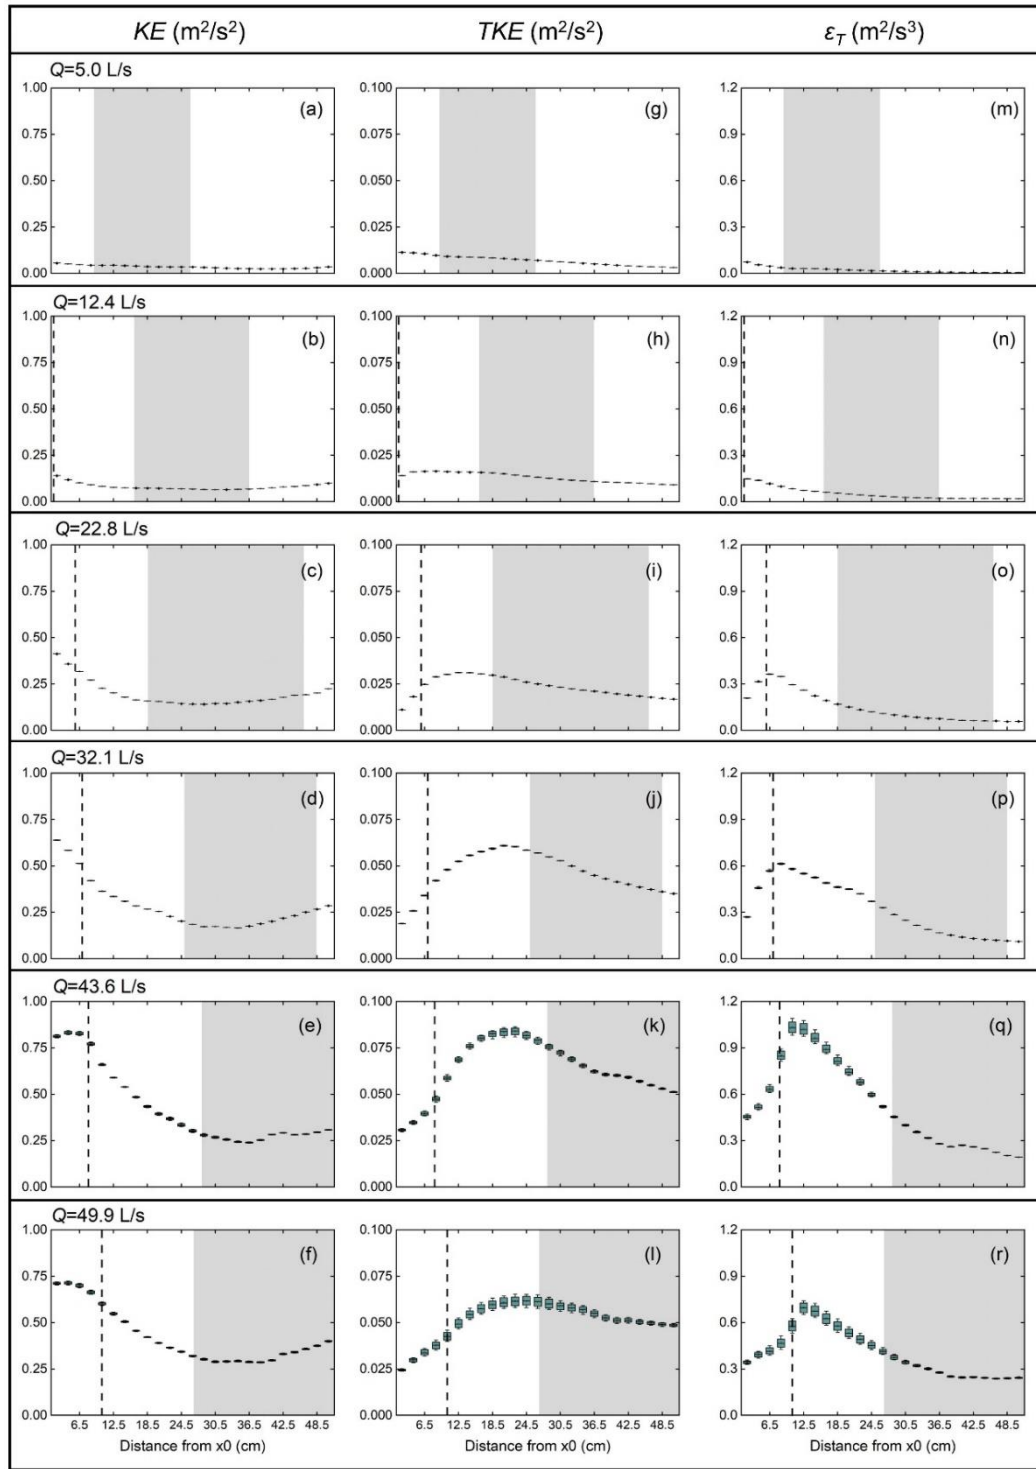 KE (m²/s²) TKE (m²/s²) εT (m²/s³)
Q=5.0 L/s
1.00 (a) 0.100 (g) 1.2 (m)
0.75 0.075 0.9
0.50 0.050 0.6
0.25 0.025 0.3
0.00 0.000 0.0
Q=12.4 L/s
1.00 (b) 0.100 (h) 1.2 (n)
0.75 0.075 0.9
0.50 0.050 0.6
0.25 0.025 0.3
0.00 0.000 0.0
Q=22.8 L/s
1.00 (c) 0.100 (i) 1.2 (o)
0.75 0.075 0.9
0.50 0.050 0.6
0.25 0.025 0.3
0.00 0.000 0.0
Q=32.1 L/s
1.00 (d) 0.100 (j) 1.2 (p)
0.75 0.075 0.9
0.50 0.050 0.6
0.25 0.025 0.3
0.00 0.000 0.0
Q=43.6 L/s
1.00 (e) 0.100 (k) 1.2 (q)
0.75 0.075 0.9
0.50 0.050 0.6
0.25 0.025 0.3
0.00 0.000 0.0
Q=49.9 L/s
1.00 (f) 0.100 (l) 1.2 (r)
0.75 0.075 0.9
0.50 0.050 0.6
0.25 0.025 0.3
0.00 0.000 0.0
6.5 12.5 18.5 24.5 30.5 36.5 42.5 48.5 6.5 12.5 18.5 24.5 30.5 36.5 42.5 48.5 6.5 12.5 18.5 24.5 30.5 36.5 42.5 48.5
Distance from x0 (cm) Distance from x0 (cm) Distance from x0 (cm)